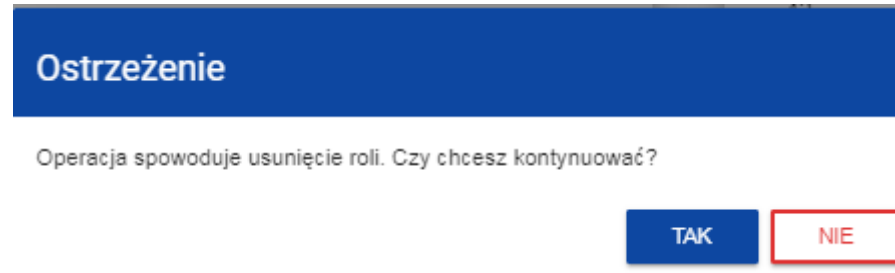 Ostrzeżenie
Operacja spowoduje usunięcie roli. Czy chcesz kontynuować?
TAK NIE